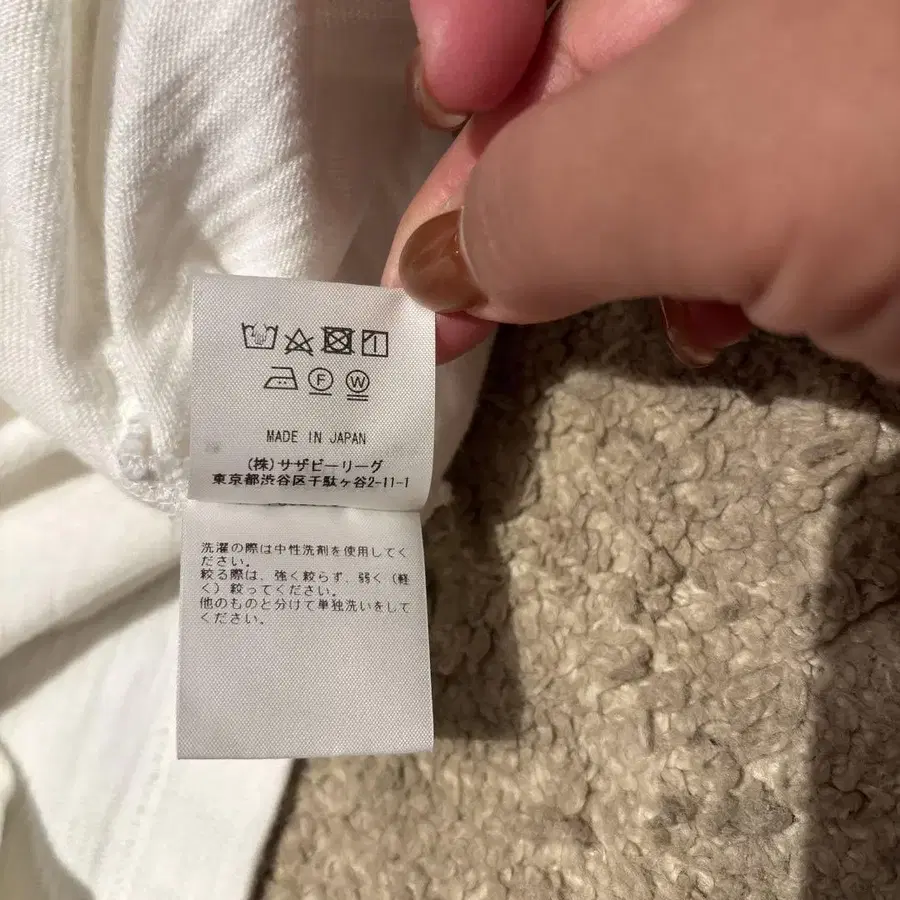 F W
MADE IN JAPAN
(株)サザビーリーグ
東京都渋谷区千駄ヶ谷2-11-1
洗濯の際は中性洗剤を使用してく
ださい。
絞る際は、強く絞らず、弱く(軽
く)絞ってください。
他のものと分けて単独洗いをして
ください。